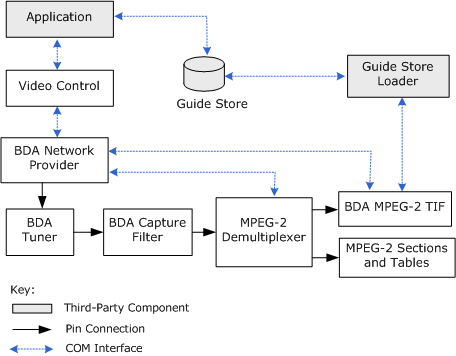 Application
Video Control
Guide Store
Guide Store
Loader
BDA Network
Provider
BDA
Tuner
BDA Capture
Filter
MPEG-2
Demultiplexer
BDA MPEG-2 TIF
MPEG-2 Sections
and Tables
Key:
Third-Party Component
Pin Connection
COM Interface